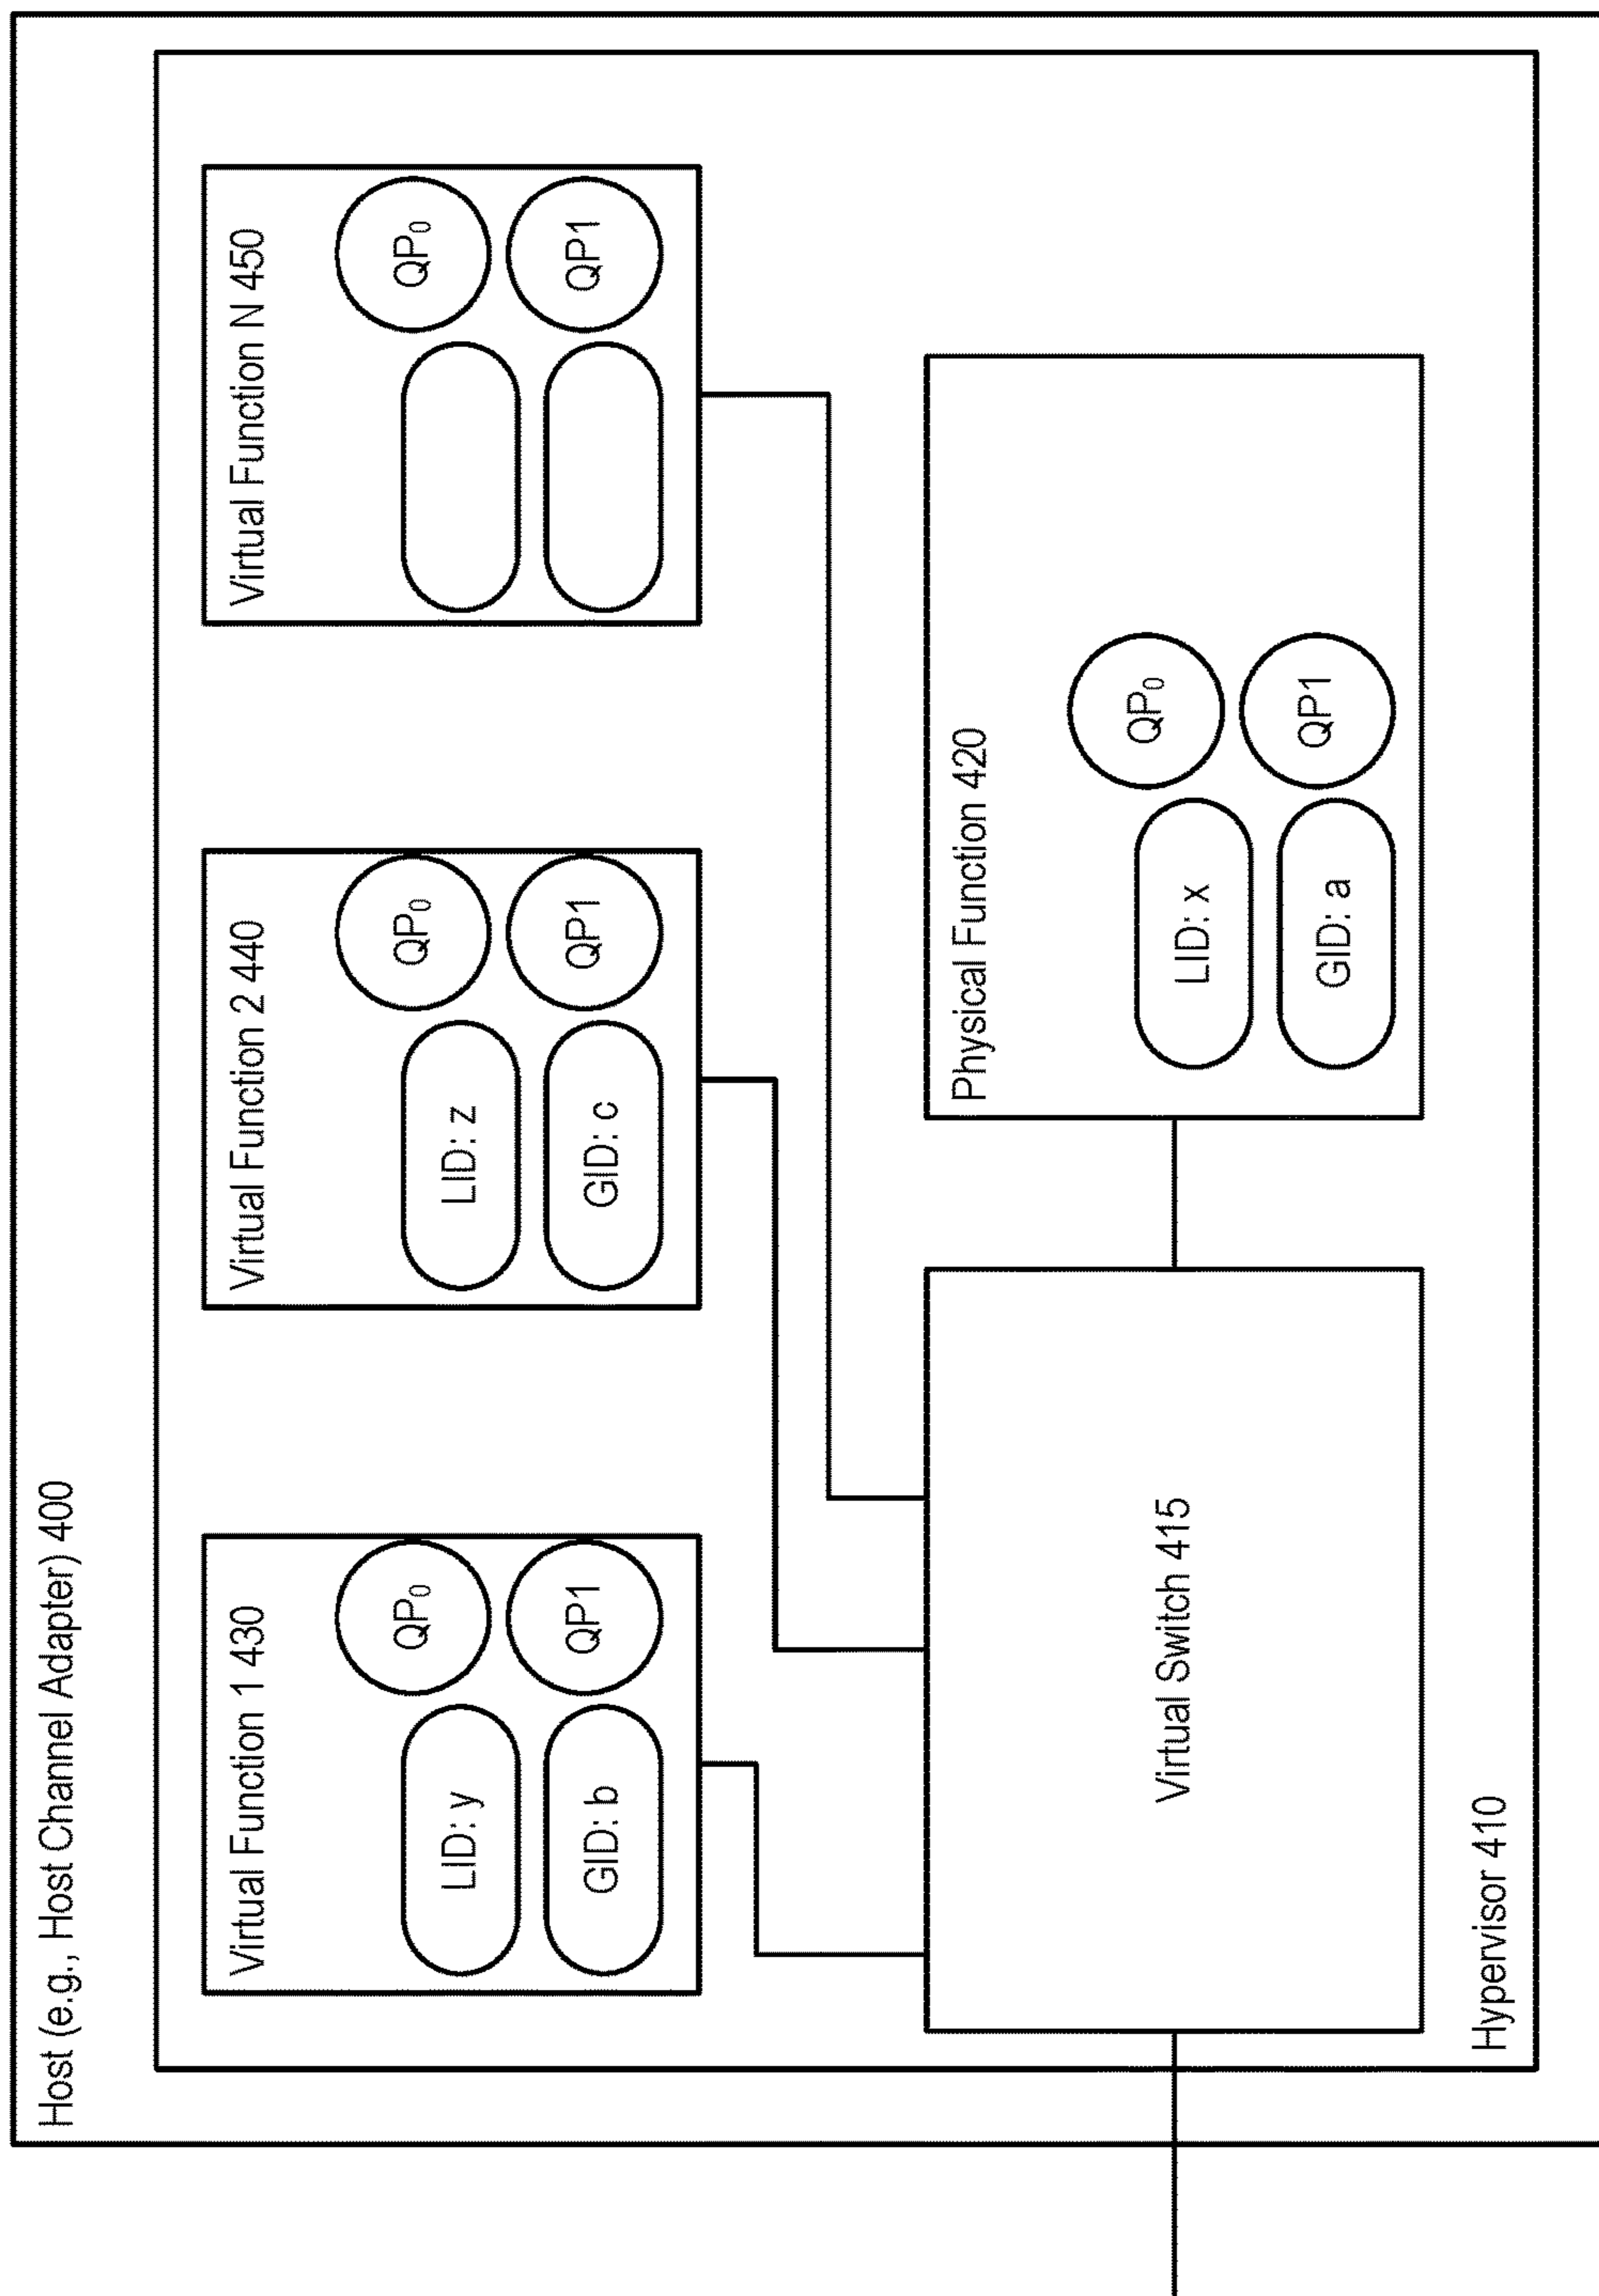 Host (e.g., Host Channel Adapter) 400
Virtual Function 1 430
QP0
LID: y
QP1
GID: b
Virtual Function 2 440
QP0
LID: z
QP1
GID: c
Virtual Function N 450
QP0
QP1
Virtual Switch 415
Physical Function 420
QP0
LID: x
QP1
GID: a
Hypervisor 410